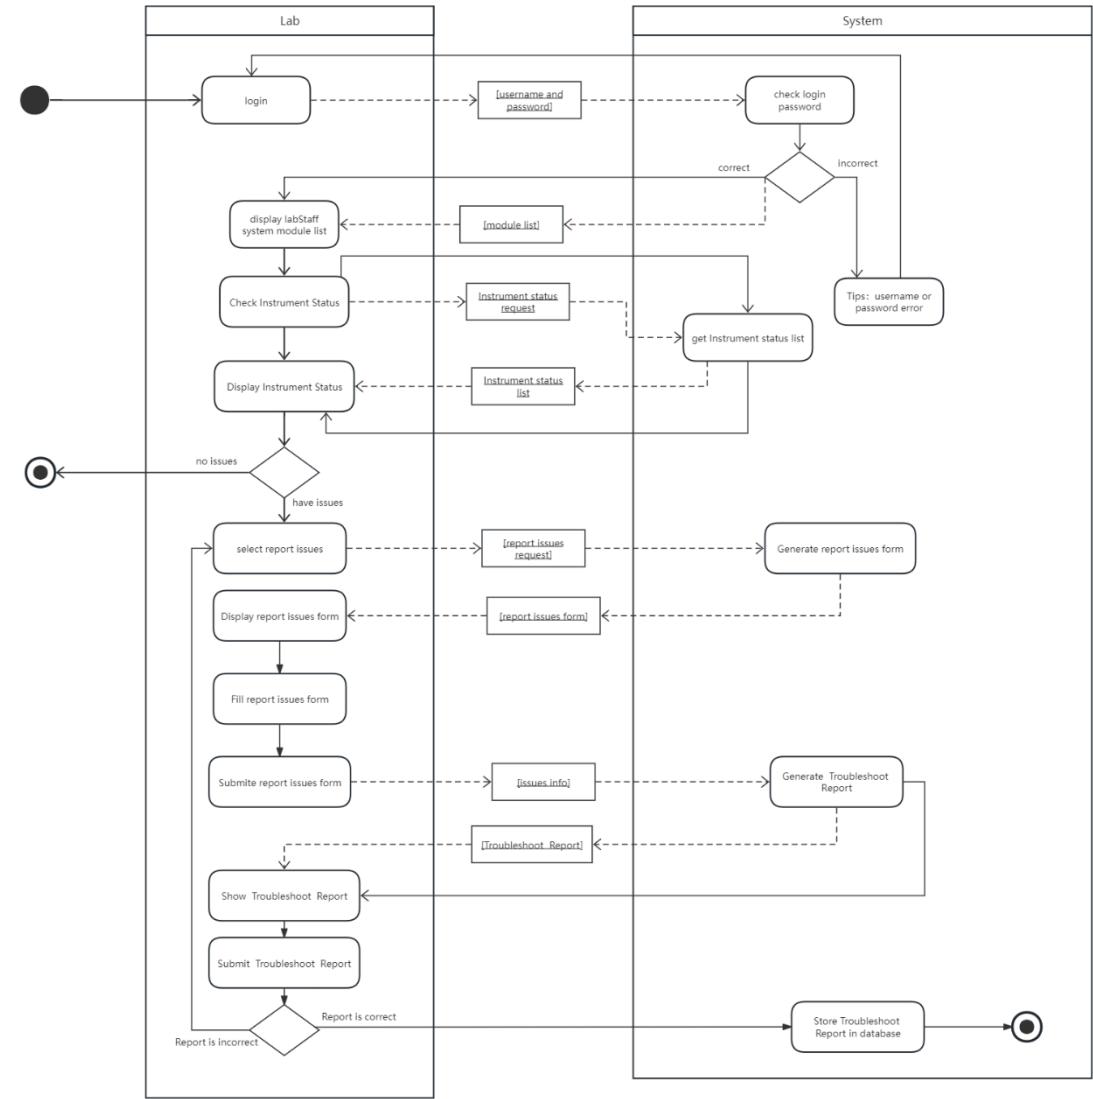 Lab
System
login
[username and
password]
check login
password
correct
incorrect
display labStaff
system module list
[module list]
Check Instrument Status
Instrument status
request
Tips: username or
password error
get Instrument status list
Display Instrument Status
Instrument status
list
no issues
have issues
select report issues
[report issues
request]
Generate report issues form
Display report issues form
[report issues form]
Fill report issues form
Submite report issues form
[issues info]
Generate Troubleshoot
Report
[Troubleshoot Report]
Show Troubleshoot Report
Submit Troubleshoot Report
Report is correct
Report is incorrect
Store Troubleshoot
Report in database